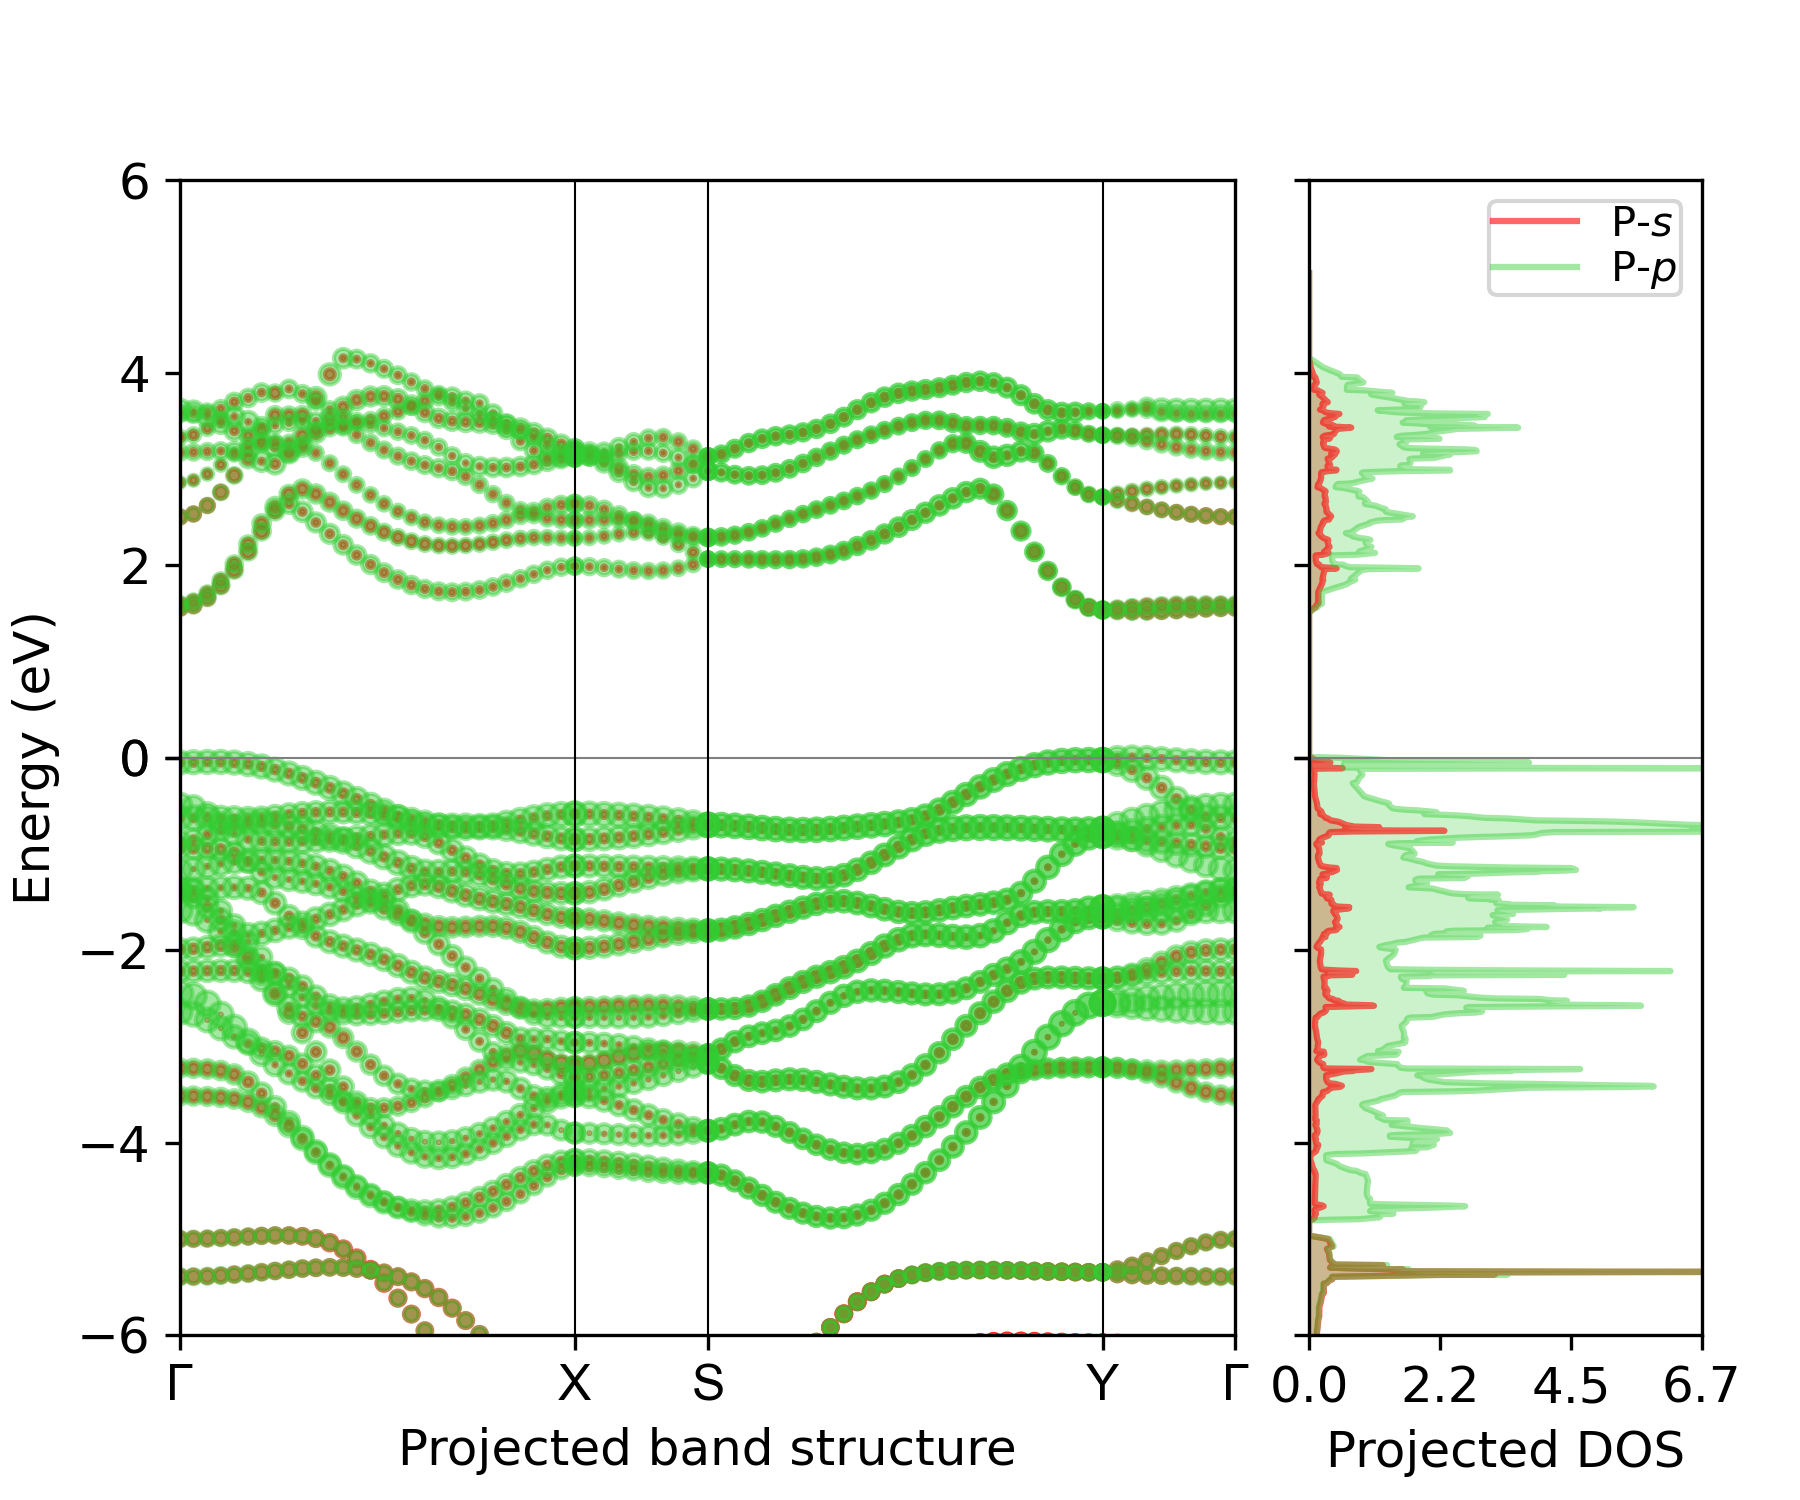 6
4
2
0
−2
−4
−6
Energy (eV)
Γ X S Y Γ
Projected band structure
P-s
P-p
0.0 2.2 4.5 6.7
Projected DOS